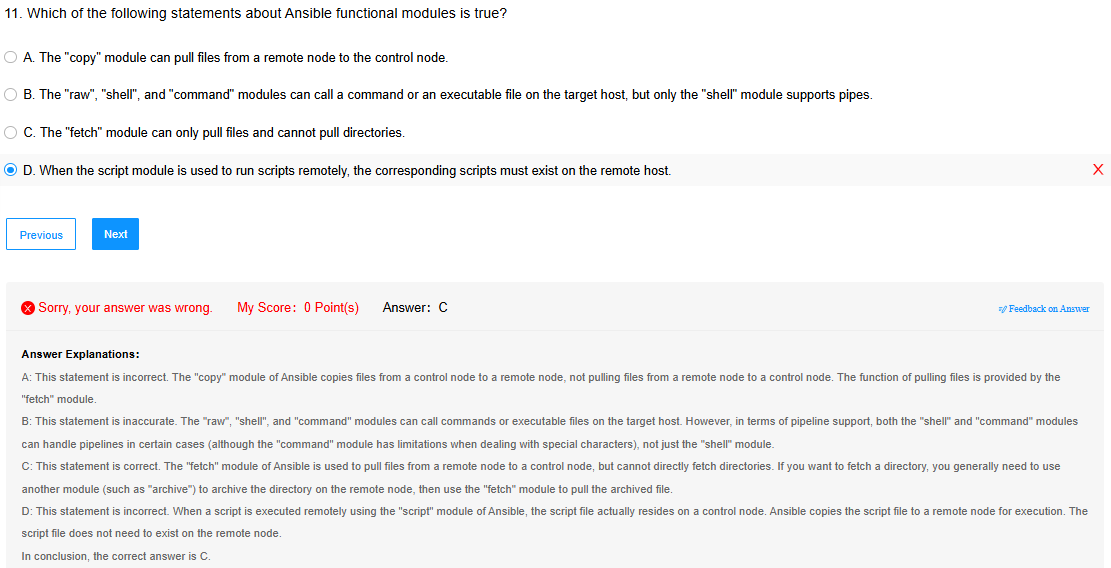 11. Which of the following statements about Ansible functional modules is true?
A. The "copy" module can pull files from a remote node to the control node.
B. The "raw", "shell", and "command" modules can call a command or an executable file on the target host, but only the "shell" module supports pipes.
C. The "fetch" module can only pull files and cannot pull directories.
D. When the script module is used to run scripts remotely, the corresponding scripts must exist on the remote host.
Previous
Next
Sorry, your answer was wrong. My Score: 0 Point(s) Answer: C
Feedback on Answer
Answer Explanations:
A: This statement is incorrect. The "copy" module of Ansible copies files from a control node to a remote node, not pulling files from a remote node to a control node. The function of pulling files is provided by the
"fetch" module.
B: This statement is inaccurate. The "raw", "shell", and "command" modules can call commands or executable files on the target host. However, in terms of pipeline support, both the "shell" and "command" modules
can handle pipelines in certain cases (although the "command" module has limitations when dealing with special characters), not just the "shell" module.
C: This statement is correct. The "fetch" module of Ansible is used to pull files from a remote node to a control node, but cannot directly fetch directories. If you want to fetch a directory, you generally need to use
another module (such as "archive") to archive the directory on the remote node, then use the "fetch" module to pull the archived file.
D: This statement is incorrect. When a script is executed remotely using the "script" module of Ansible, the script file actually resides on a control node. Ansible copies the script file to a remote node for execution. The
script file does not need to exist on the remote node.
In conclusion, the correct answer is C.